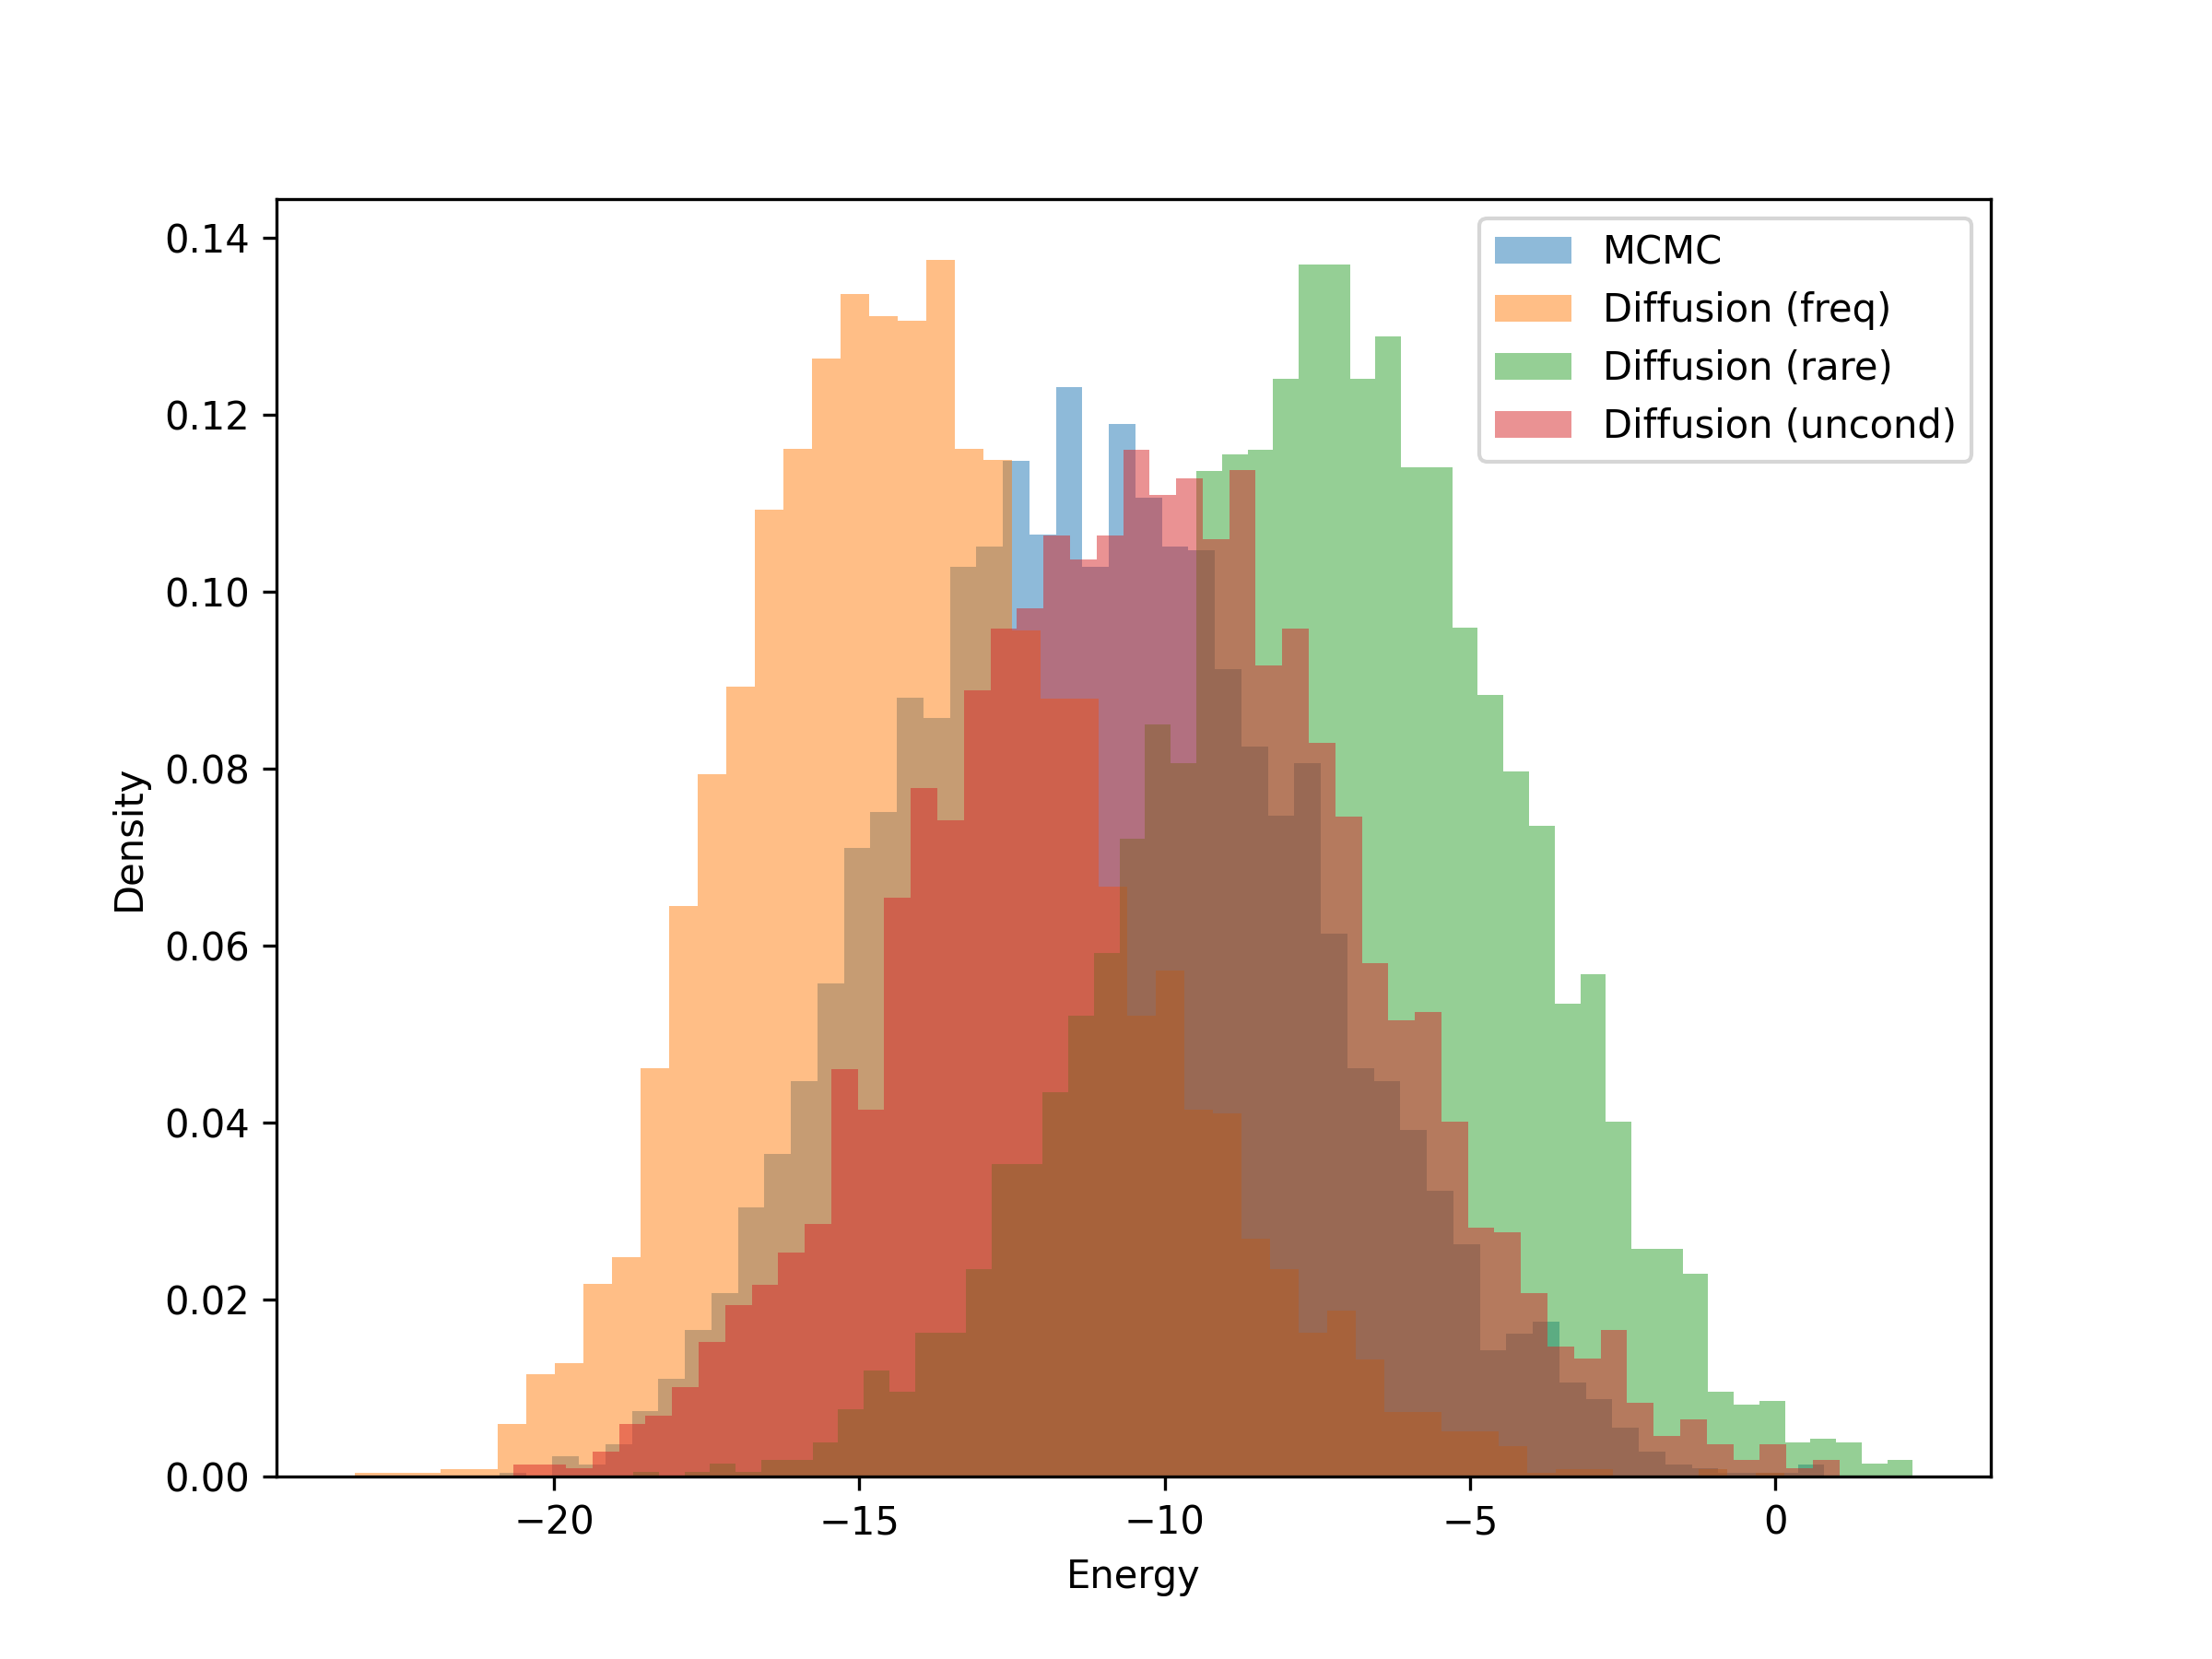 MCMC
Diffusion (freq)
Diffusion (rare)
Diffusion (uncond)
0.14
0.12
0.10
0.08
0.06
0.04
0.02
0.00
Density
−20 −15 −10 −5 0
Energy